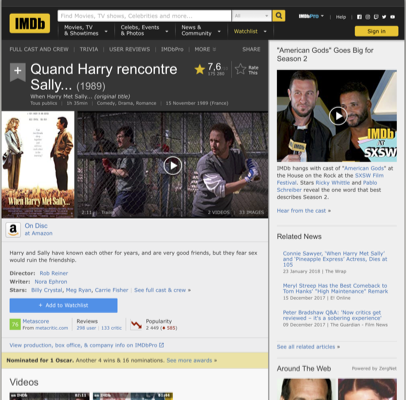 IMDb
Find Movies, TV shows, Celebrities and more...
All
IMDbPro
Help
Movies, TV & Showtimes
Celebs, Events & Photos
News & Community
Watchlist
Sign in
FULL CAST AND CREW | TRIVIA | USER REVIEWS | IMDbPro | MORE
SHARE
Quand Harry rencontre
Sally... (1989)
When Harry Met Sally... (original title)
Tous publics | 1h 35min | Comedy, Drama, Romance | 15 November 1989 (France)
7,6
Rate This
When Harry Met Sally...
2 VIDEOS
31 IMAGES
On Disc
at Amazon
Harry and Sally have known each other for years, and are very good friends, but they fear sex
would ruin the friendship.
Director: Rob Reiner
Writer: Nora Ephron
Stars: Billy Crystal, Meg Ryan, Carrie Fisher | See full cast & crew »
+ Add to Watchlist
Metascore
From metacritic.com
Reviews
298 user | 133 critic
Popularity
2 449
View production, box office, & company info on IMDbPro
Nominated for 1 Oscar. Another 4 wins & 16 nominations. See more awards »
Videos
"American Gods" Goes Big for
Season 2
IMDb
at
SXSW
IMDb hangs with cast of "American Gods" at
the House on the Rock at the SXSW Film
Festival. Stars Ricky Whittle and Pablo
Schreiber reveal the one word that best
describes Season 2.
Hear from the cast »
Related News
Connie Sawyer, 'When Harry Met Sally'
and 'Pineapple Express' Actress, Dies at
105
23 January 2018 | The Wrap
Meryl Streep Has the Best Comeback to
Tom Hanks' "High Maintenance" Remark
15 December 2017 | E! Online
Peter Bradshaw Q&A: 'Now critics get
reviewed – it's a sobering experience'
09 December 2017 | The Guardian - Film News
See all related articles »
Around The Web
Powered by ZergNet